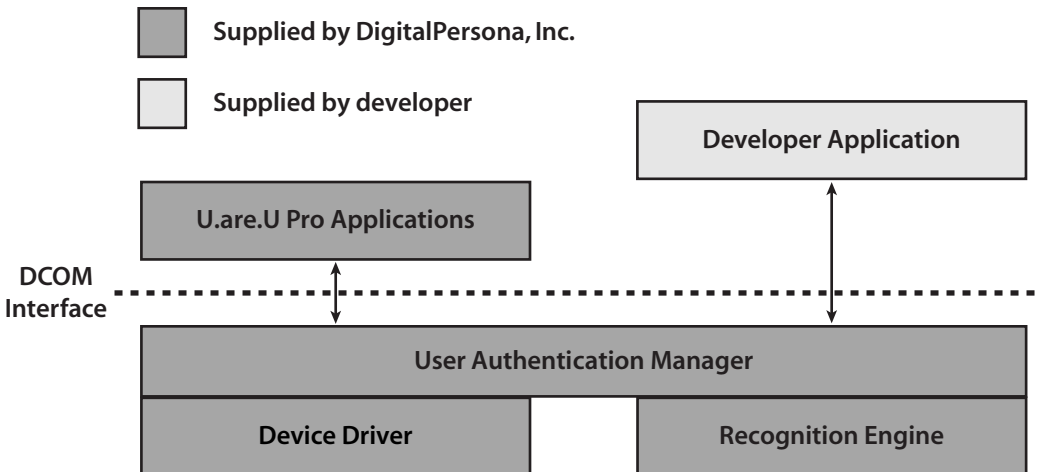 Supplied by DigitalPersona, Inc.
Supplied by developer
Developer Application
U.are.U Pro Applications
DCOM
Interface
User Authentication Manager
Device Driver
Recognition Engine